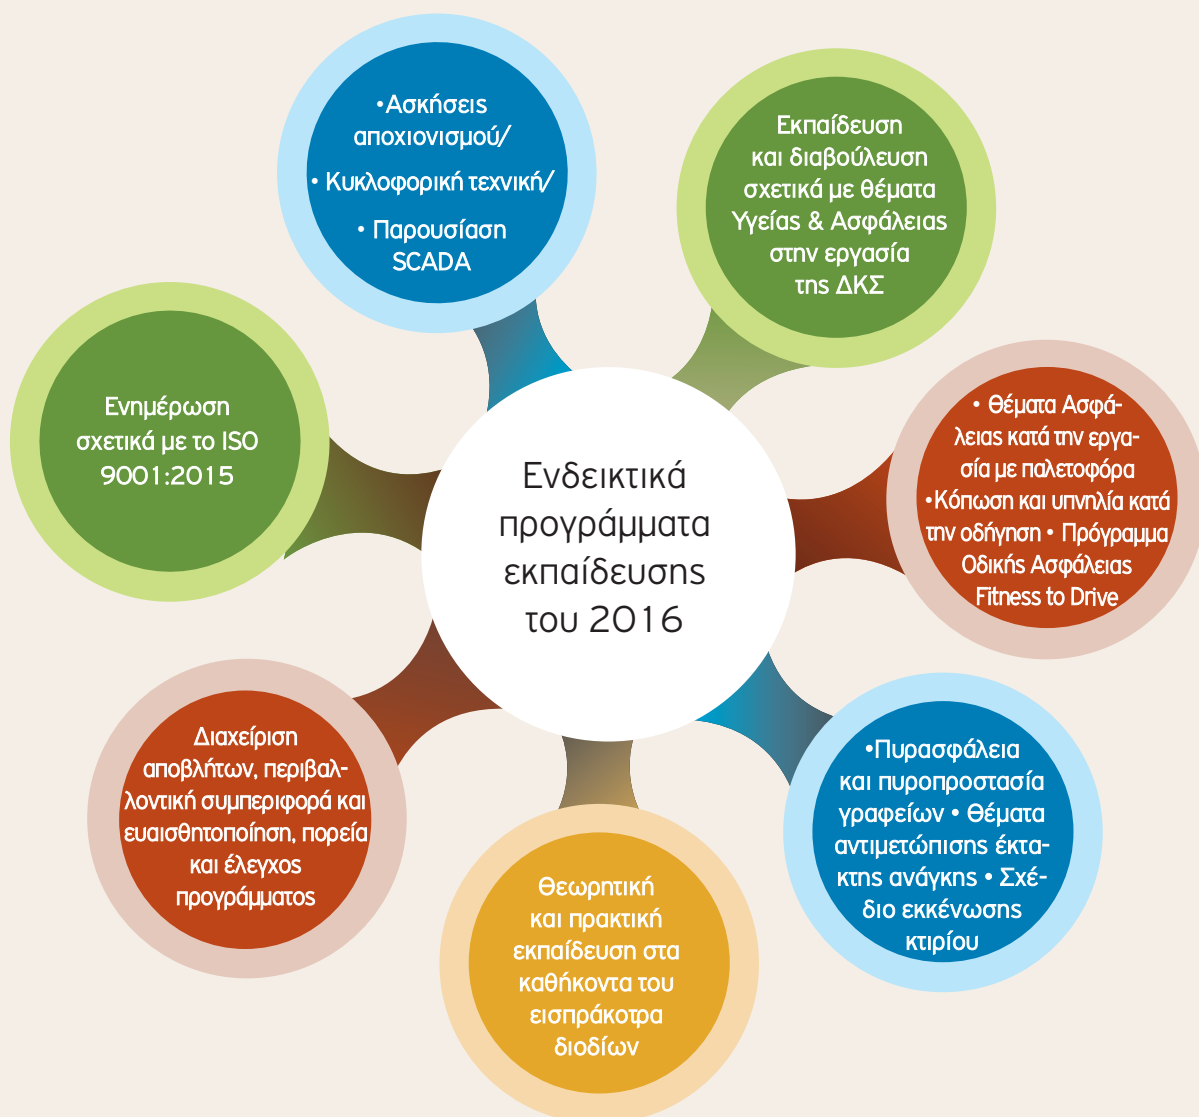 •Ασκήσεις
αποχιονισμού/
• Κυκλοφορική τεχνική/
• Παρουσίαση
SCADA
Εκπαίδευση
και διαβούλευση
σχετικά με θέματα
Υγείας & Ασφάλειας
στην εργασία
της ΔΚΣ
Ενημέρωση
σχετικά με το ISO
9001:2015
Ενδεικτικά
προγράμματα
εκπαίδευσης
του 2016
• Θέματα Ασφά-
λειας κατά την εργα-
σία με παλετοφόρα
•Κόπωση και υπνηλία κατά
την οδήγηση • Πρόγραμμα
Οδικής Ασφάλειας
Fitness to Drive
Διαχείριση
αποβλήτων, περιβαλ-
λοντική συμπεριφορά και
ευαισθητοποίηση, πορεία
και έλεγχος
προγράμματος
•Πυρασφάλεια
και πυροπροστασία
γραφείων • Θέματα
αντιμετώπισης έκτα-
κτης ανάγκης • Σχέ-
διο εκκένωσης
κτιρίου
Θεωρητική
και πρακτική
εκπαίδευση στα
καθήκοντα του
εισπράκοτρα
διοδίων